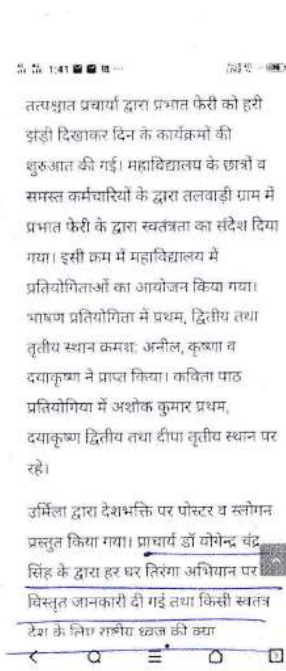 1:41
तत्पश्चात प्रचार्या द्वारा प्रभात फेरी को हरी
झंडी दिखाकर दिन के कार्यक्रमों की
शुरुआत की गई। महाविद्यालय के छात्रों व
समस्त कर्मचारियों के द्वारा तलवाड़ी ग्राम में
प्रभात फेरी के द्वारा स्वतंत्रता का संदेश दिया
गया। इसी क्रम में महाविद्यालय में
प्रतियोगिताओं का आयोजन किया गया।
भाषण प्रतियोगिता में प्रथम, द्वितीय तथा
तृतीय स्थान क्रमश: अनील, कृष्णा व
दयाकृष्ण ने प्राप्त किया। कविता पाठ
प्रतियोगिया में अशोक कुमार प्रथम,
दयाकृष्ण द्वितीय तथा दीपा तृतीय स्थान पर
रहे।
उर्मिला द्वारा देशभक्ति पर पोस्टर व स्लोगन
प्रस्तुत किया गया। प्राचार्य डॉ योगेन्द्र चंद्र
सिंह के द्वारा हर घर तिरंगा अभियान पर
विस्तृत जानकारी दी गई तथा किसी स्वतंत्र
देश के लिए राष्ट्रीय ध्वज की क्या